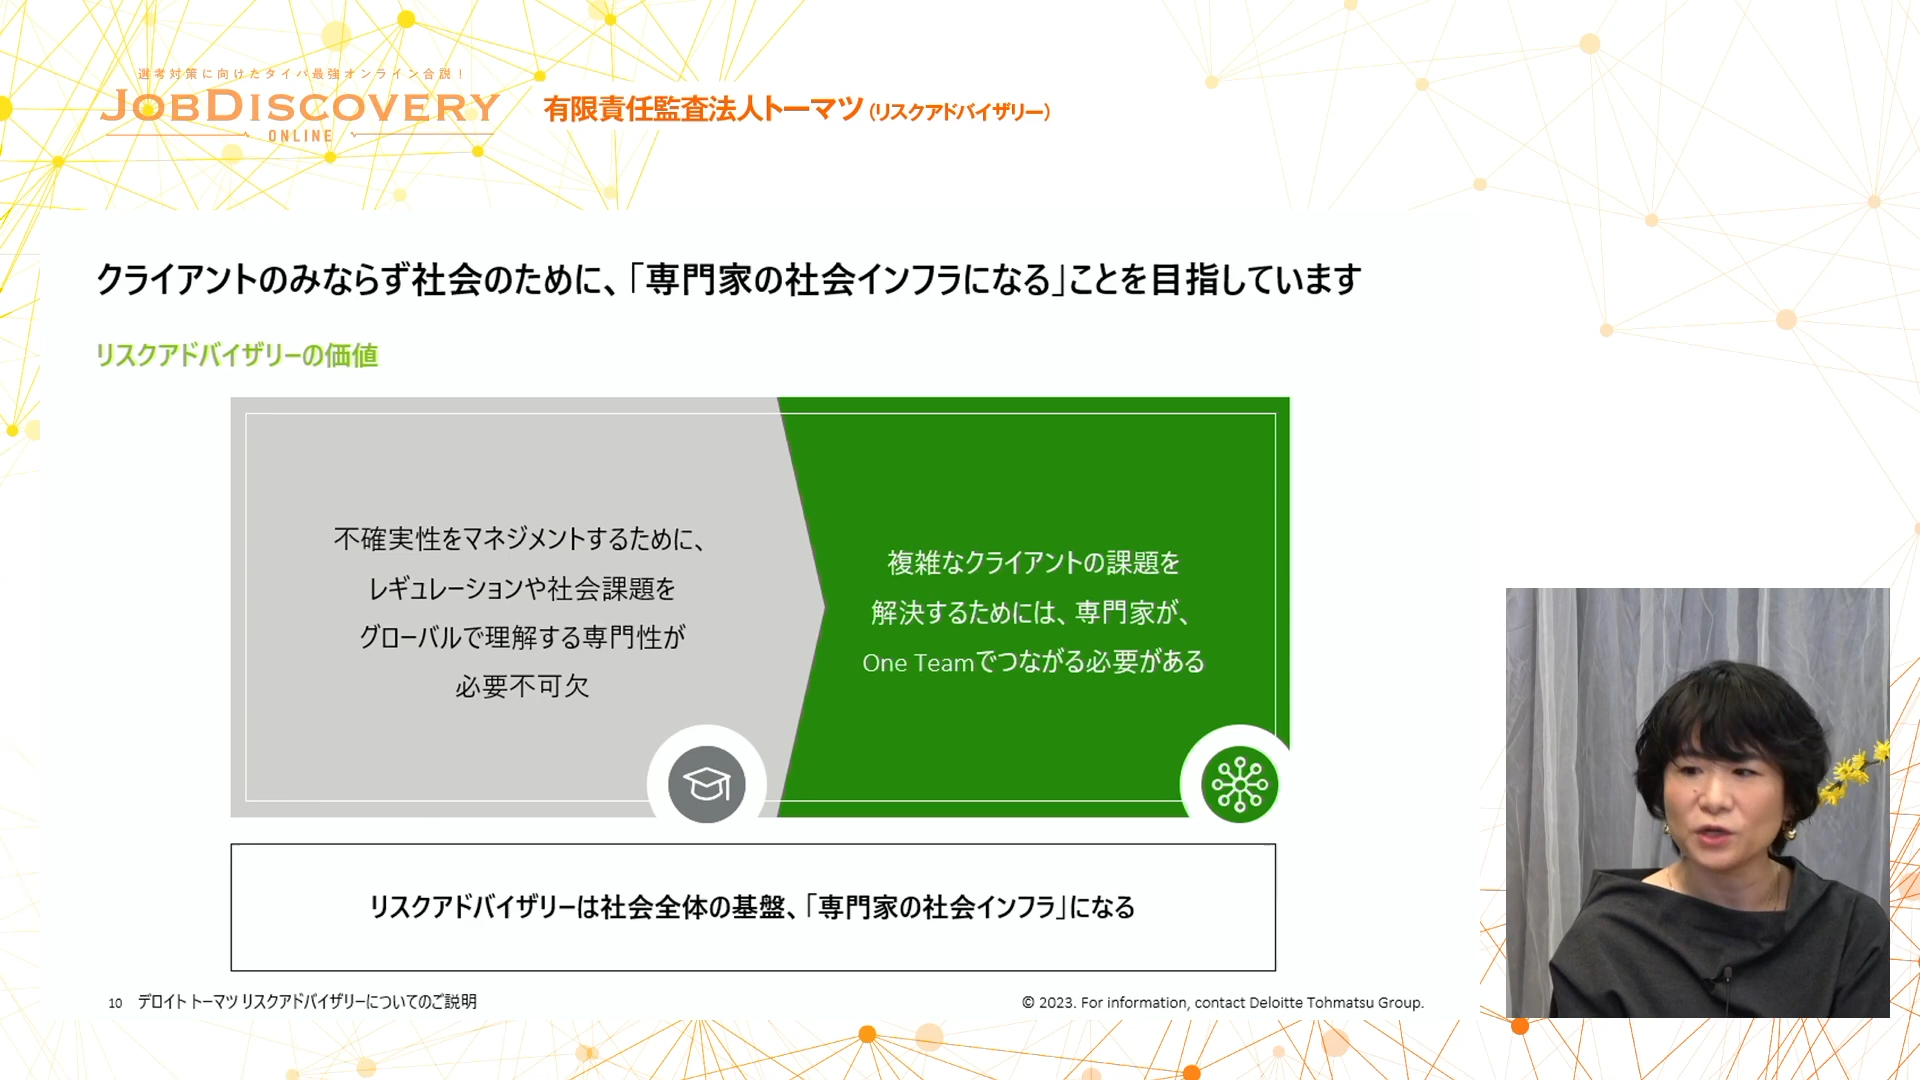 選考対策に向けたタイパ最強オンライン合説！
JOBDISCOVERY
ONLINE
有限責任監査法人トーマツ（リスクアドバイザリー）
クライアントのみならず社会のために、「専門家の社会インフラになる」ことを目指しています
リスクアドバイザリーの価値
不確実性をマネジメントするために、
レギュレーションや社会課題を
グローバルで理解する専門性が
必要不可欠
複雑なクライアントの課題を
解決するためには、専門家が、
One Teamでつながる必要がある
リスクアドバイザリーは社会全体の基盤、「専門家の社会インフラ」になる
10 デロイト トーマツ リスクアドバイザリーについてのご説明
© 2023. For information, contact Deloitte Tohmatsu Group.